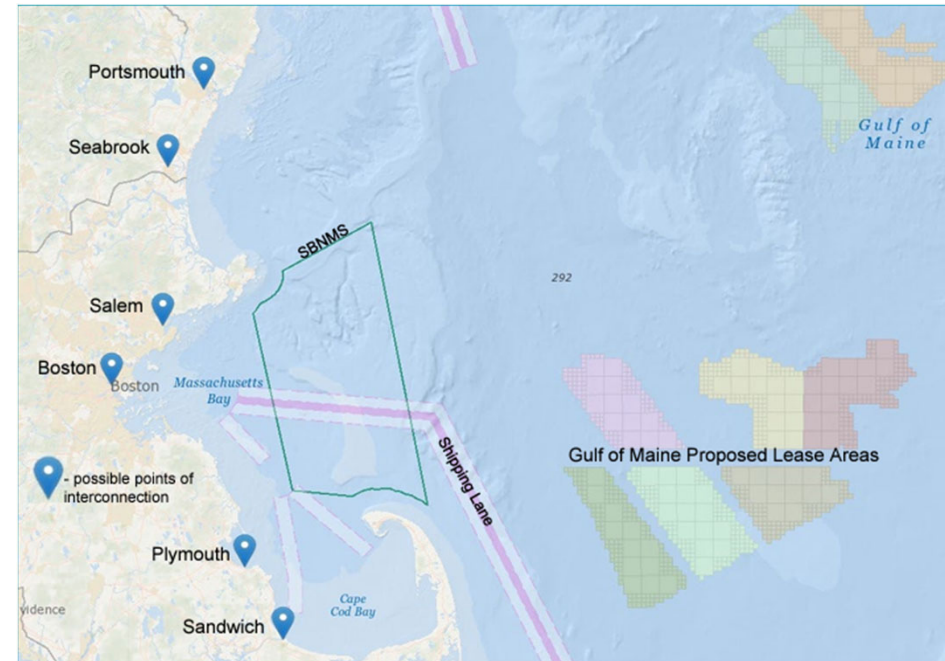 Portsmouth
Seabrook
Gulf of
Maine
SBNMS
292
Salem
Boston
Boston
Massachusetts
Bay
Shipping Lane
Gulf of Maine Proposed Lease Areas
- possible points of
interconnection
Plymouth
Cape
Cod Bay
vidence
Sandwich